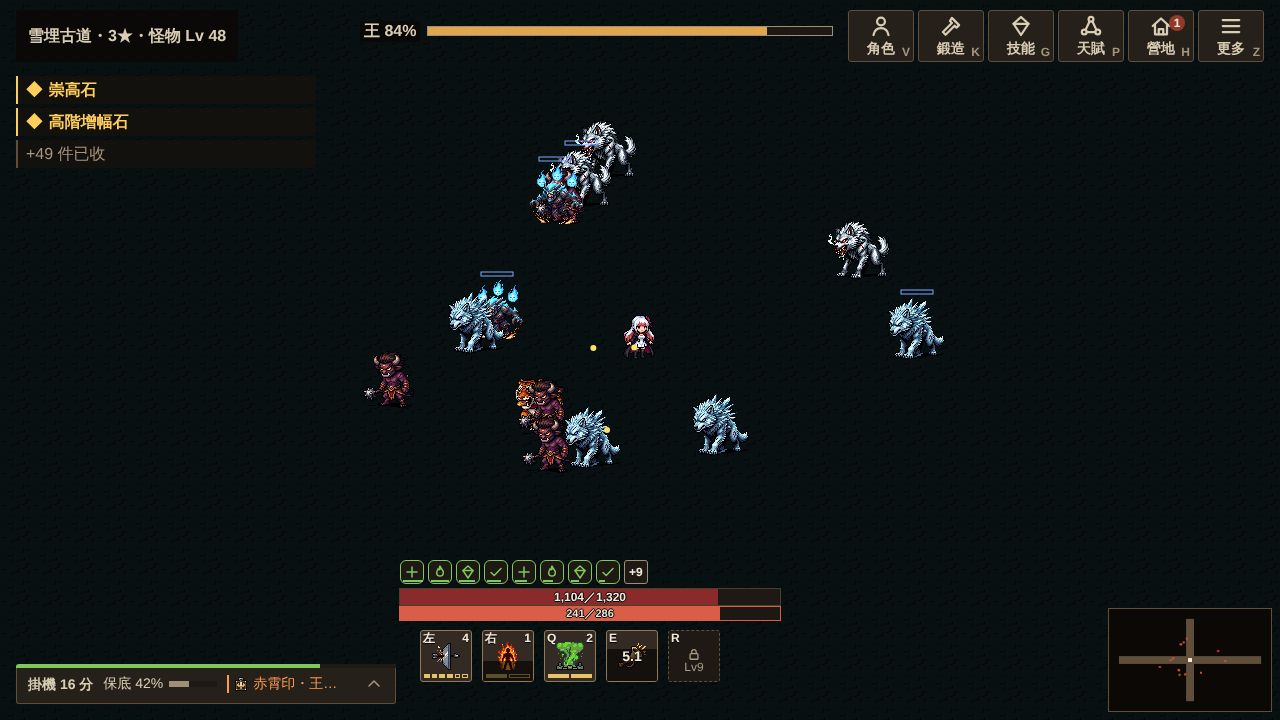 雪埋古道・3★・怪物 Lv 48
王 84%
角色 V
鍛造 K
技能 G
天賦 P
營地 H
1
更多 Z
崇高石
高階增幅石
+49 件已收
+9
1,104／1,320
241／286
左 4
右 1
Q 2
E
5.1
R
Lv9
掛機 16 分 保底 42% 赤霄印・王…